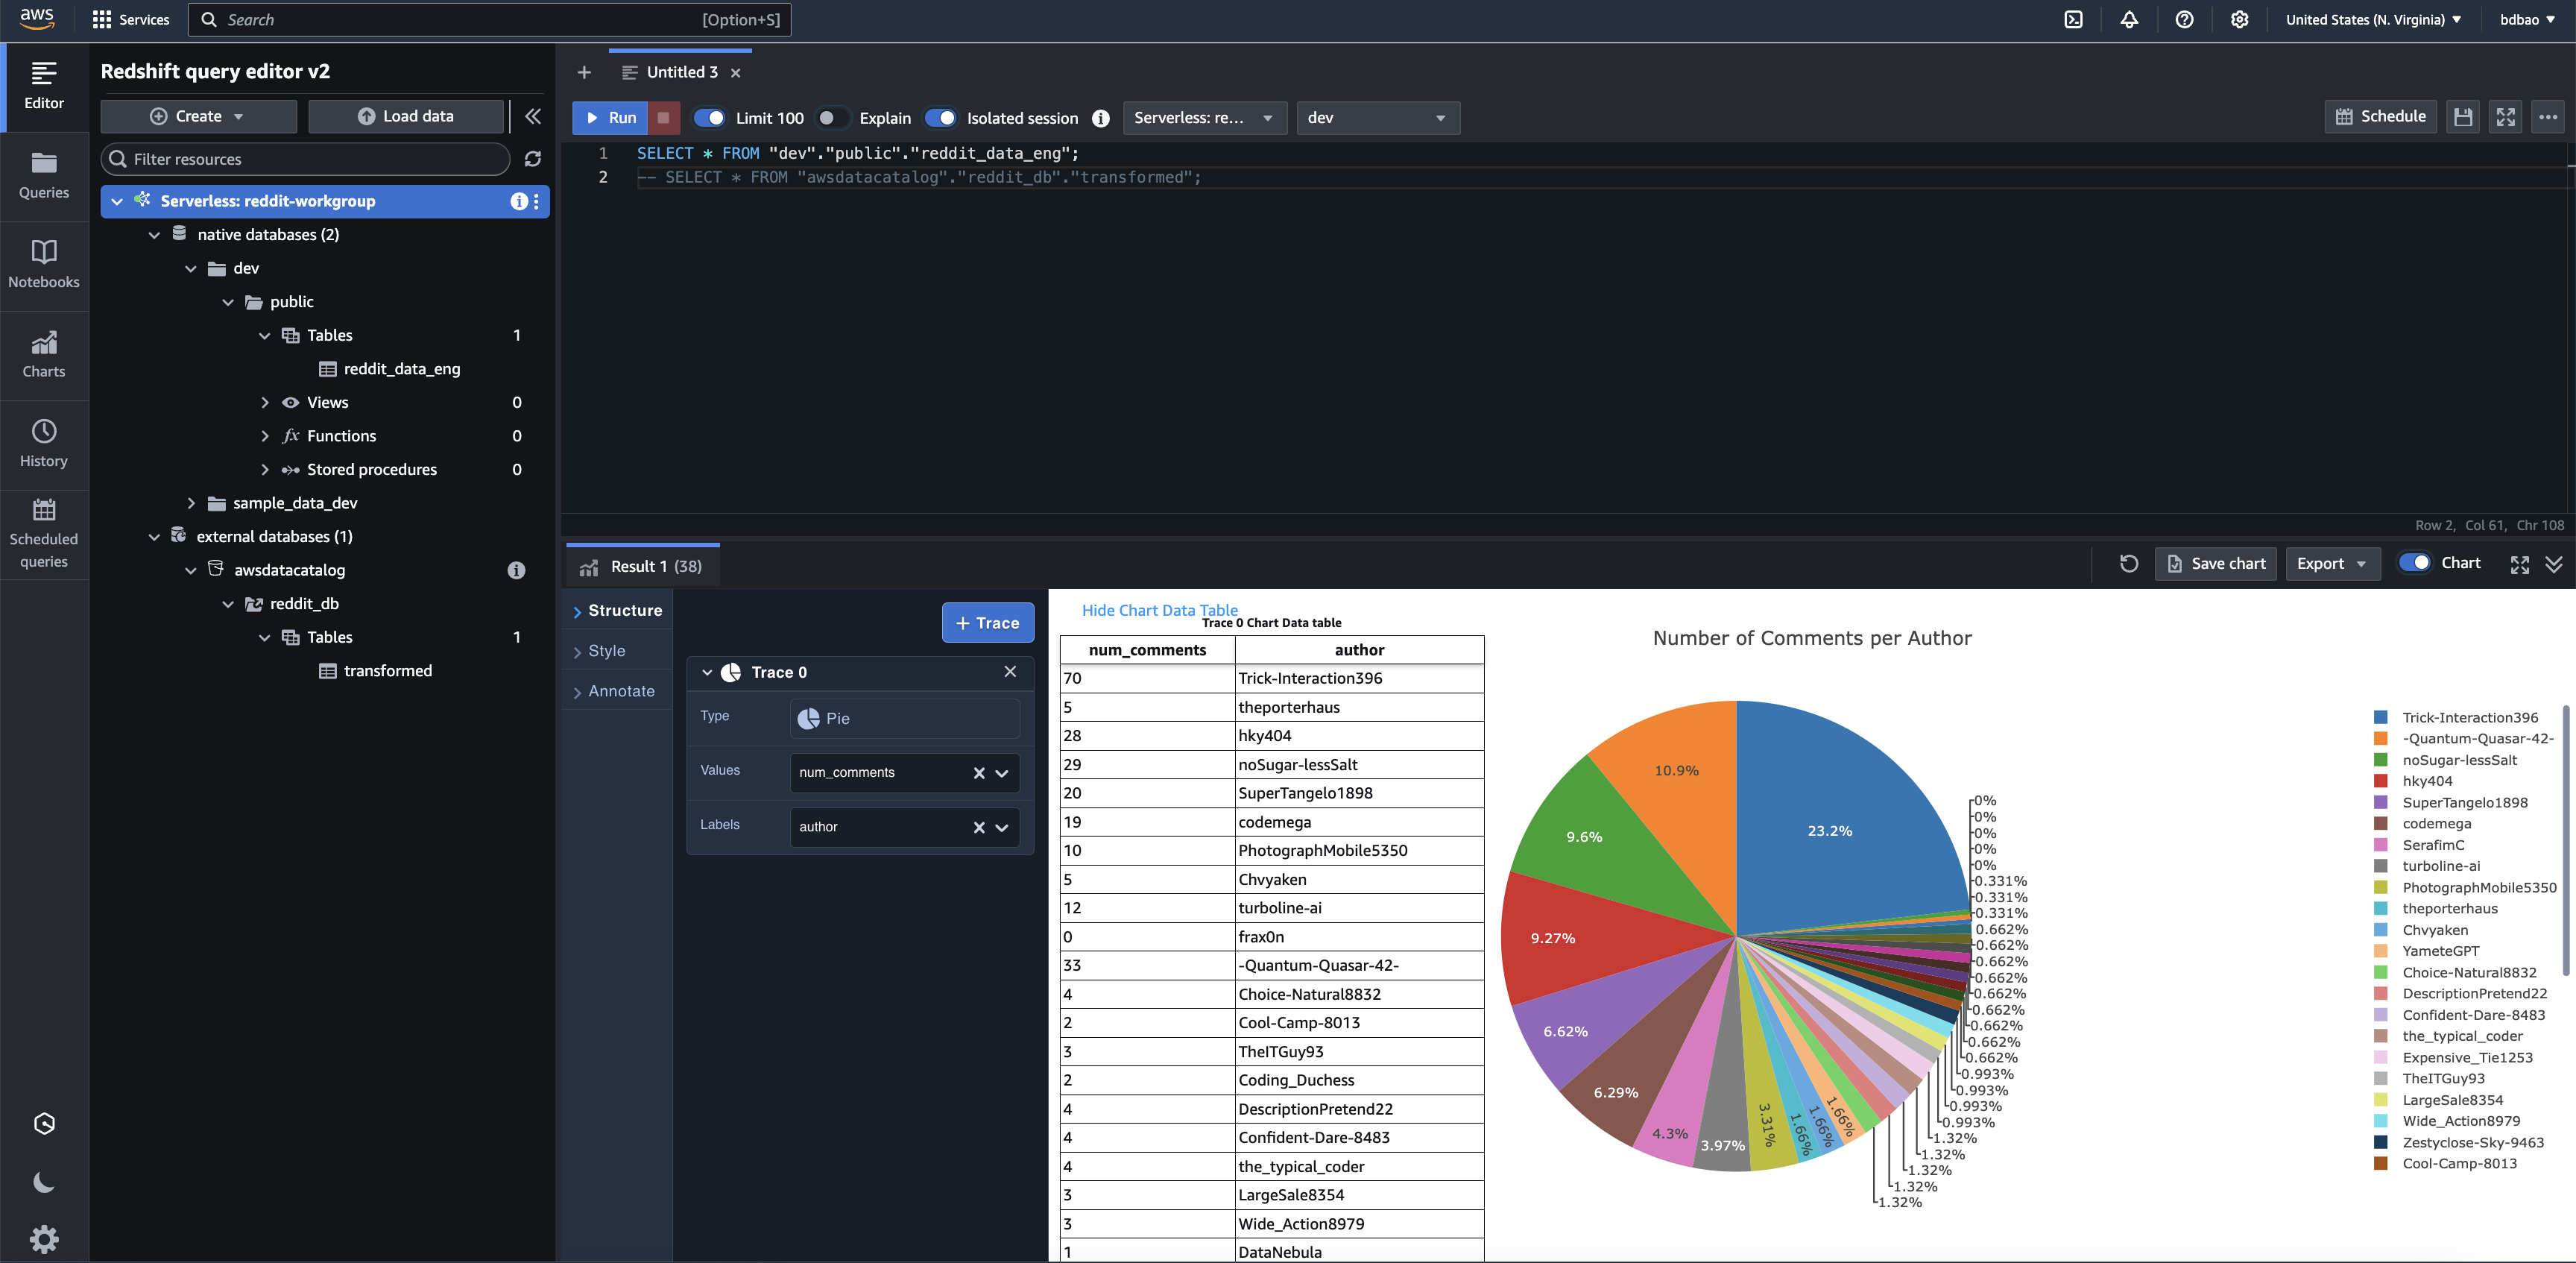 aws
Services
Search
[Option+S]
United States (N. Virginia)
bdbao
Editor
Queries
Notebooks
Charts
History
Scheduled
queries
Redshift query editor v2
Create
Load data
Filter resources
Serverless: reddit-workgroup
native databases (2)
dev
public
Tables 1
reddit_data_eng
Views 0
fx Functions 0
Stored procedures 0
sample_data_dev
external databases (1)
awsdatacatalog
reddit_db
Tables 1
transformed
Untitled 3
Run
Limit 100
Explain
Isolated session
Serverless: re...
dev
Schedule
1 SELECT * FROM "dev"."public"."reddit_data_eng";
2 -- SELECT * FROM "awsdatacatalog"."reddit_db"."transformed";
Row 2, Col 61, Chr 108
Result 1 (38)
Save chart
Export
Chart
Structure
Style
Annotate
+ Trace
Trace 0
Type
Pie
Values
num_comments
Labels
author
Hide Chart Data Table
Trace 0 Chart Data table
num_comments author
70 Trick-Interaction396
5 theporterhaus
28 hky404
29 noSugar-lessSalt
20 SuperTangelo1898
19 codemega
10 PhotographMobile5350
5 Chvyaken
12 turboline-ai
0 frax0n
33 -Quantum-Quasar-42-
4 Choice-Natural8832
2 Cool-Camp-8013
3 TheITGuy93
2 Coding_Duchess
4 DescriptionPretend22
4 Confident-Dare-8483
4 the_typical_coder
3 LargeSale8354
3 Wide_Action8979
1 DataNebula
Number of Comments per Author
23.2%
10.9%
9.6%
9.27%
6.62%
6.29%
4.3%
3.97%
3.31%
1.66%
1.66%
1.66%
0%
0%
0%
0%
0%
0.331%
0.331%
0.331%
0.662%
0.662%
0.662%
0.662%
0.662%
0.662%
0.662%
0.662%
0.662%
0.993%
0.993%
0.993%
0.993%
1.32%
1.32%
1.32%
1.32%
1.32%
Trick-Interaction396
-Quantum-Quasar-42-
noSugar-lessSalt
hky404
SuperTangelo1898
codemega
SerafimC
turboline-ai
PhotographMobile5350
theporterhaus
Chvyaken
YameteGPT
Choice-Natural8832
DescriptionPretend22
Confident-Dare-8483
the_typical_coder
Expensive_Tie1253
TheITGuy93
LargeSale8354
Wide_Action8979
Zestyclose-Sky-9463
Cool-Camp-8013